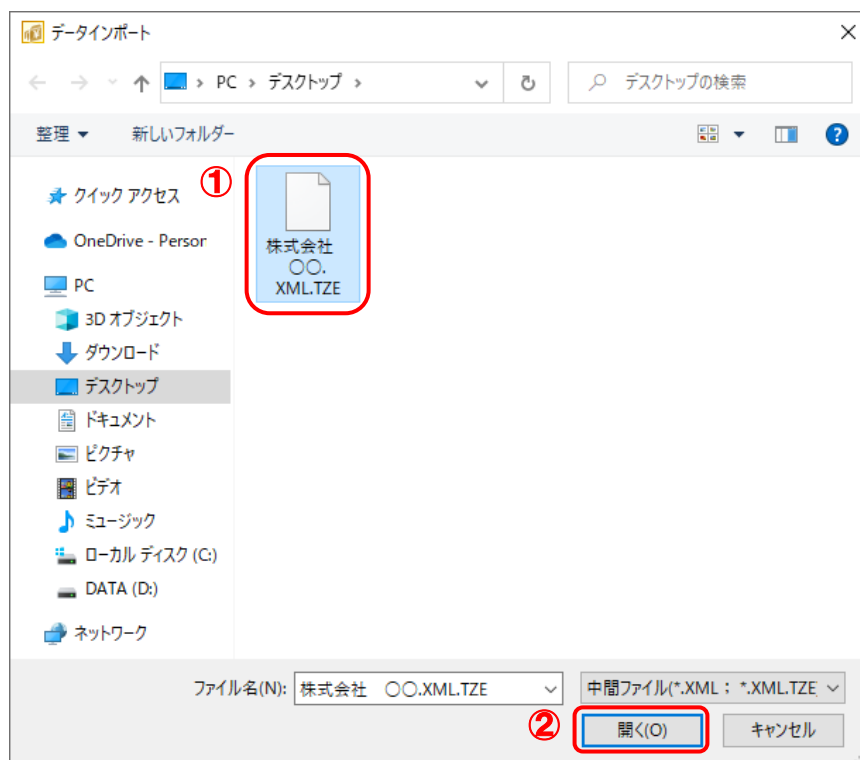 データインポート
PC › デスクトップ ›
デスクトップの検索
整理
新しいフォルダー
①
クイック アクセス
OneDrive - Person
PC
3D オブジェクト
ダウンロード
デスクトップ
ドキュメント
ピクチャ
ビデオ
ミュージック
ローカル ディスク (C:)
DATA (D:)
ネットワーク
株式会社
○○.
XML.TZE
ファイル名(N):
株式会社　○○.XML.TZE
中間ファイル(*.XML； *.XML.TZE
②
開く(O)
キャンセル